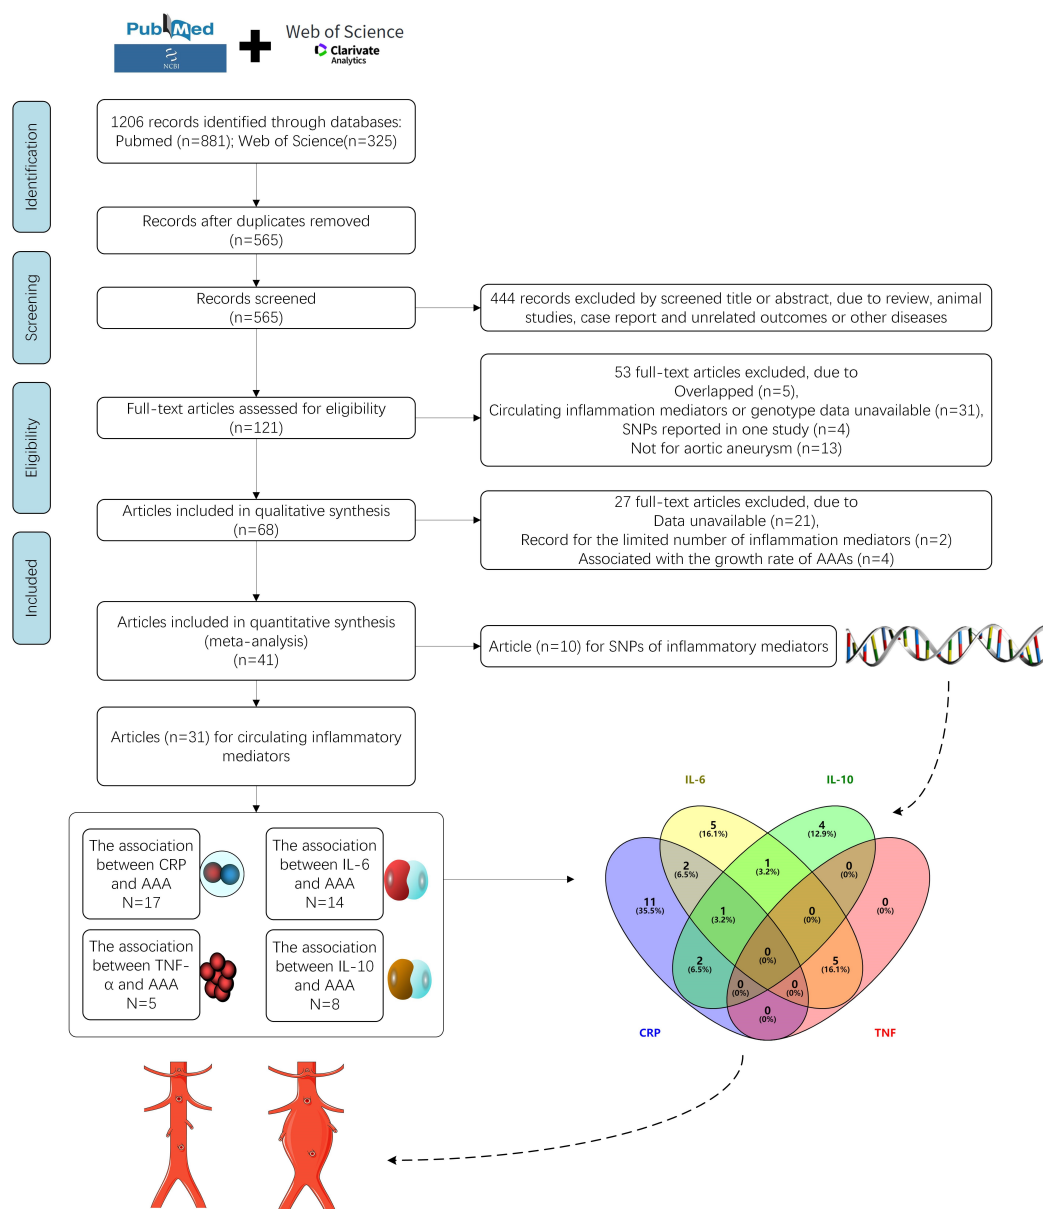 PubMed
NCBI
Web of Science
Clarivate
Analytics
Identification
Screening
Eligibility
Included
1206 records identified through databases:
Pubmed (n=881); Web of Science(n=325)
Records after duplicates removed
(n=565)
Records screened
(n=565)
444 records excluded by screened title or abstract, due to review, animal
studies, case report and unrelated outcomes or other diseases
Full-text articles assessed for eligibility
(n=121)
53 full-text articles excluded, due to
Overlapped (n=5),
Circulating inflammation mediators or genotype data unavailable (n=31),
SNPs reported in one study (n=4)
Not for aortic aneurysm (n=13)
Articles included in qualitative synthesis
(n=68)
27 full-text articles excluded, due to
Data unavailable (n=21),
Record for the limited number of inflammation mediators (n=2)
Associated with the growth rate of AAAs (n=4)
Articles included in quantitative synthesis
(meta-analysis)
(n=41)
Article (n=10) for SNPs of inflammatory mediators
Articles (n=31) for circulating inflammatory
mediators
The association
between CRP
and AAA
N=17
The association
between IL-6
and AAA
N=14
The association
between TNF-
α and AAA
N=5
The association
between IL-10
and AAA
N=8
IL-6
IL-10
5
(16.1%)
4
(12.9%)
2
(6.5%)
1
(3.2%)
0
(0%)
11
(35.5%)
1
(3.2%)
0
(0%)
0
(0%)
0
(0%)
2
(6.5%)
5
(16.1%)
0
(0%)
0
(0%)
0
(0%)
CRP
TNF